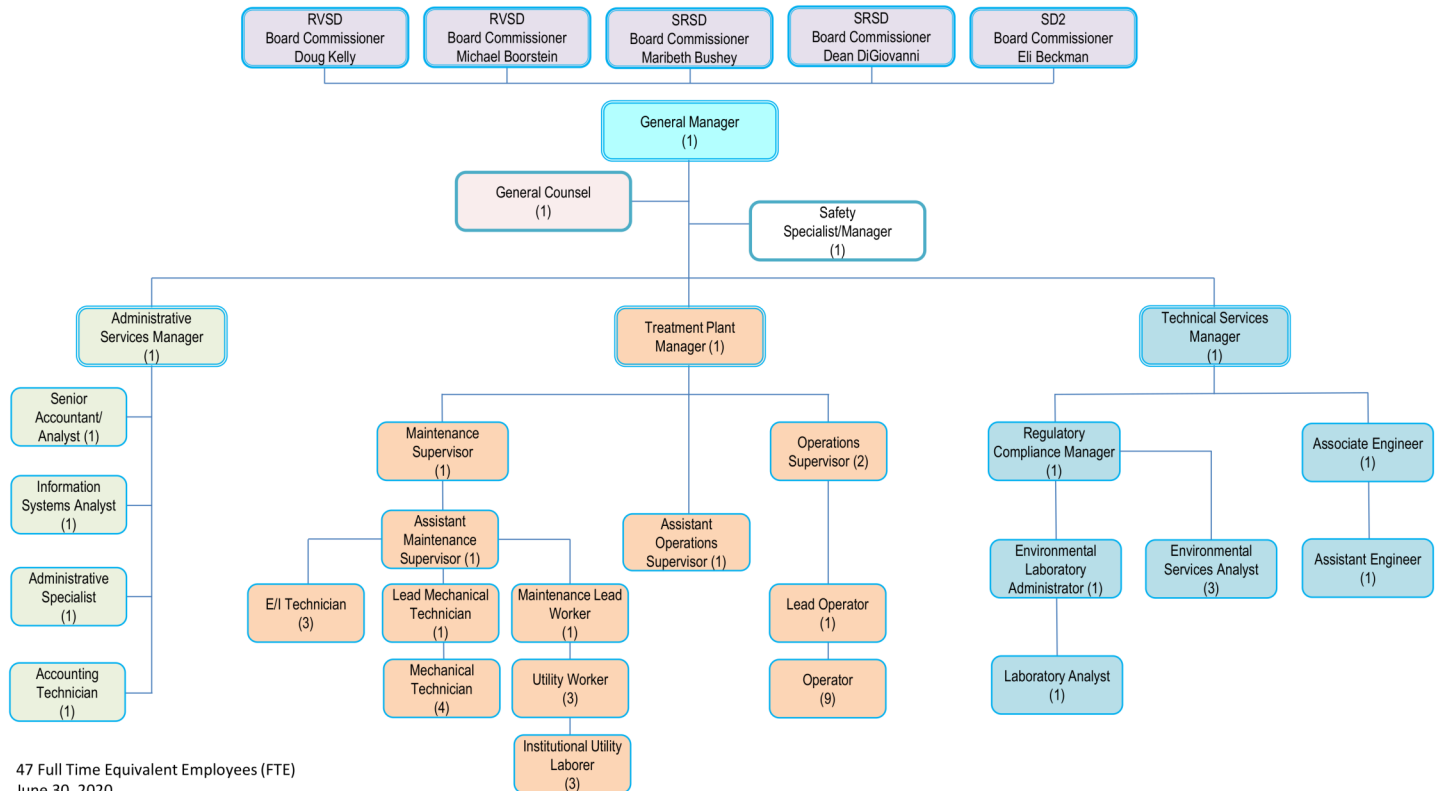 RVSD
Board Commissioner
Doug Kelly
RVSD
Board Commissioner
Michael Boorstein
SRSD
Board Commissioner
Maribeth Bushey
SRSD
Board Commissioner
Dean DiGiovanni
SD2
Board Commissioner
Eli Beckman
General Manager
(1)
General Counsel
(1)
Safety
Specialist/Manager
(1)
Administrative
Services Manager
(1)
Treatment Plant
Manager (1)
Technical Services
Manager
(1)
Senior
Accountant/
Analyst (1)
Information
Systems Analyst
(1)
Administrative
Specialist
(1)
Accounting
Technician
(1)
Maintenance
Supervisor
(1)
Assistant
Maintenance
Supervisor (1)
E/I Technician
(3)
Lead Mechanical
Technician
(1)
Mechanical
Technician
(4)
Maintenance Lead
Worker
(1)
Utility Worker
(3)
Institutional Utility
Laborer
(3)
Assistant
Operations
Supervisor (1)
Operations
Supervisor (2)
Lead Operator
(1)
Operator
(9)
Regulatory
Compliance Manager
(1)
Environmental
Laboratory
Administrator (1)
Laboratory Analyst
(1)
Environmental
Services Analyst
(3)
Associate Engineer
(1)
Assistant Engineer
(1)
47 Full Time Equivalent Employees (FTE)
June 30, 2020